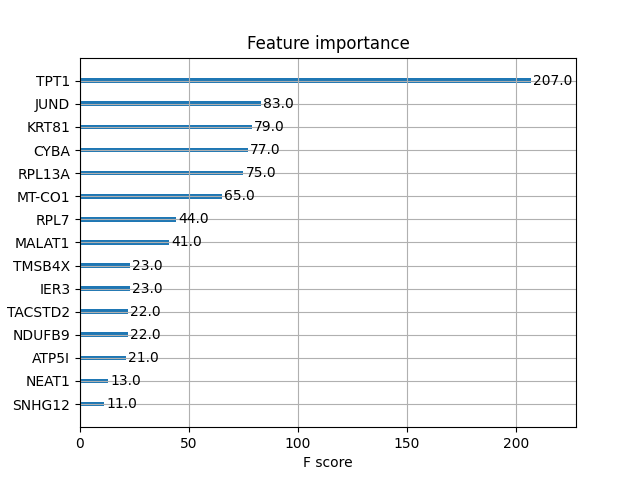 Feature importance
TPT1 207.0
JUND 83.0
KRT81 79.0
CYBA 77.0
RPL13A 75.0
MT-CO1 65.0
RPL7 44.0
MALAT1 41.0
TMSB4X 23.0
IER3 23.0
TACSTD2 22.0
NDUFB9 22.0
ATP5I 21.0
NEAT1 13.0
SNHG12 11.0
0 50 100 150 200
F score